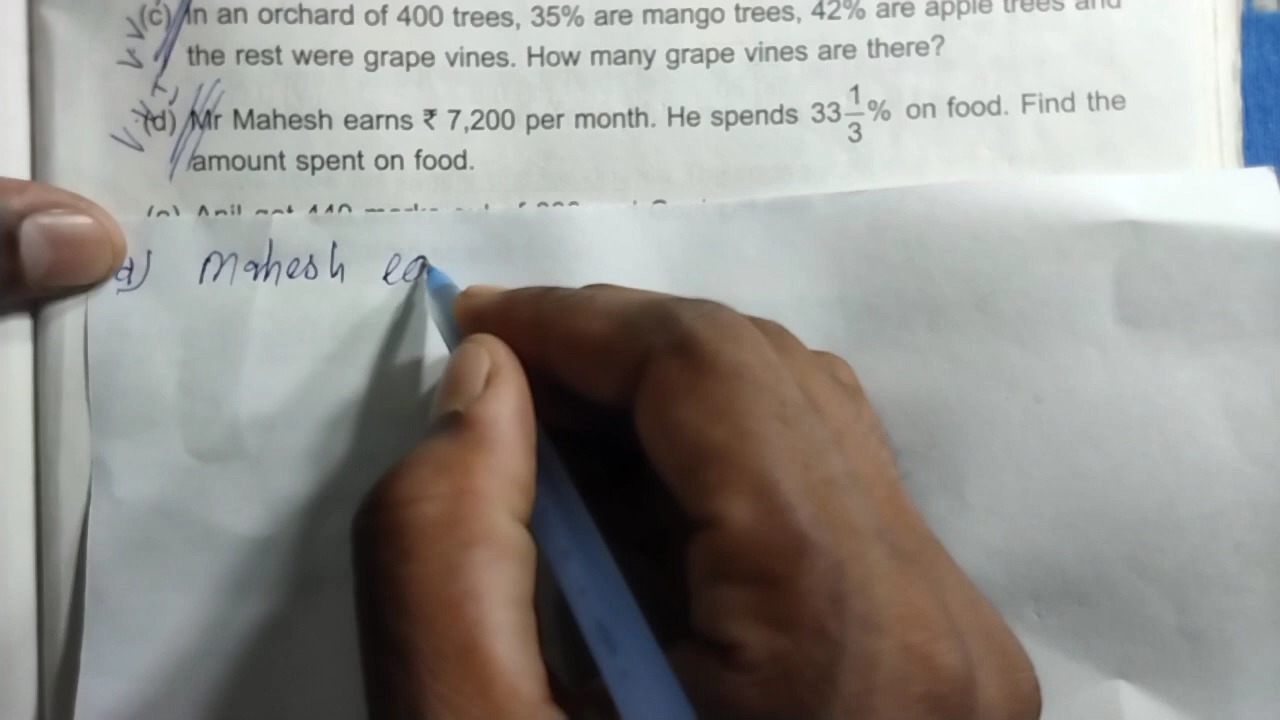 (c) In an orchard of 400 trees, 35% are mango trees, 42% are apple trees and
the rest were grape vines. How many grape vines are there?
(d) Mr Mahesh earns ₹ 7,200 per month. He spends 33 1/3 % on food. Find the
amount spent on food.
d) Mahesh ea